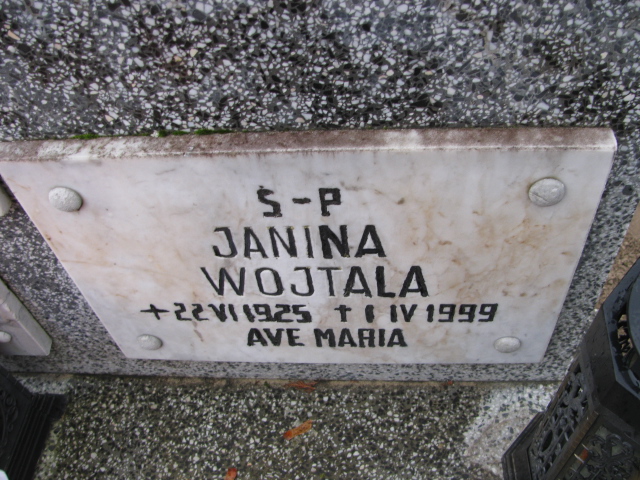 S-P
JANINA
WOJTALA
+22 VI 1925 † 1 IV 1999
AVE MARIA